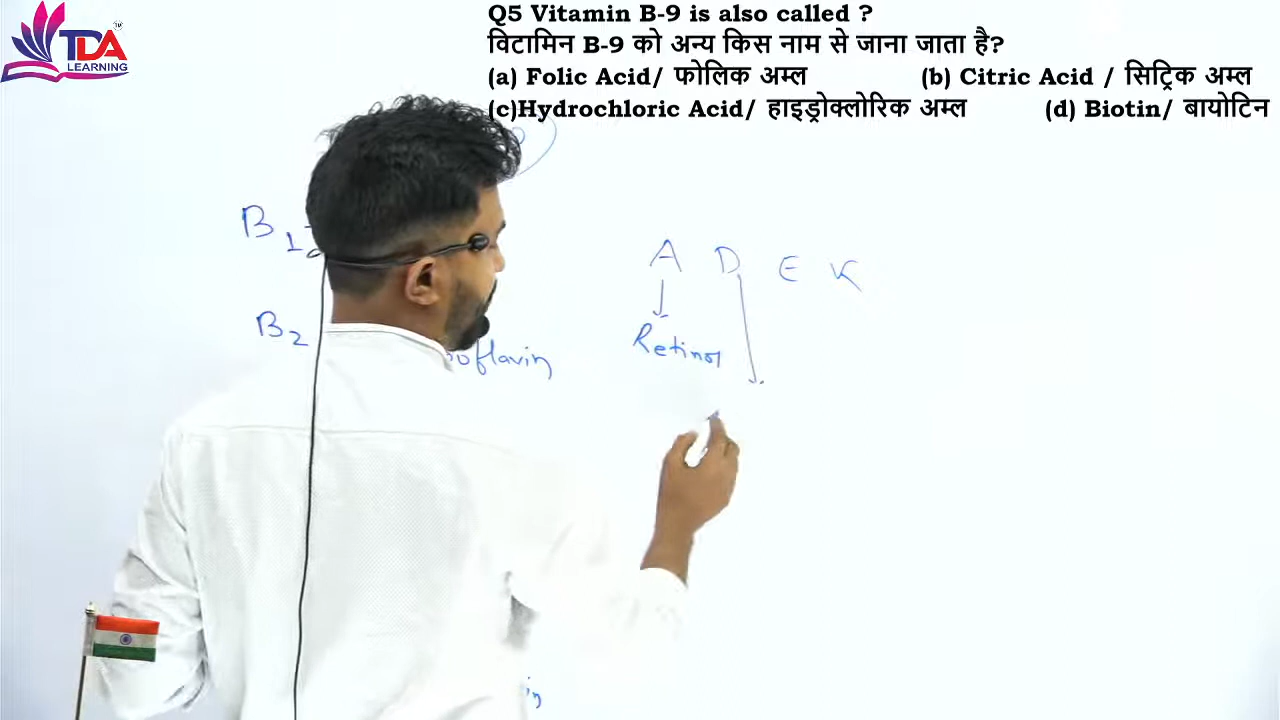 TDA
LEARNING
Q5 Vitamin B-9 is also called ?
विटामिन B-9 को अन्य किस नाम से जाना जाता है?
(a) Folic Acid/ फोलिक अम्ल (b) Citric Acid / सिट्रिक अम्ल
(c)Hydrochloric Acid/ हाइड्रोक्लोरिक अम्ल (d) Biotin/ बायोटिन
B1
A D E K
B2
Retinol